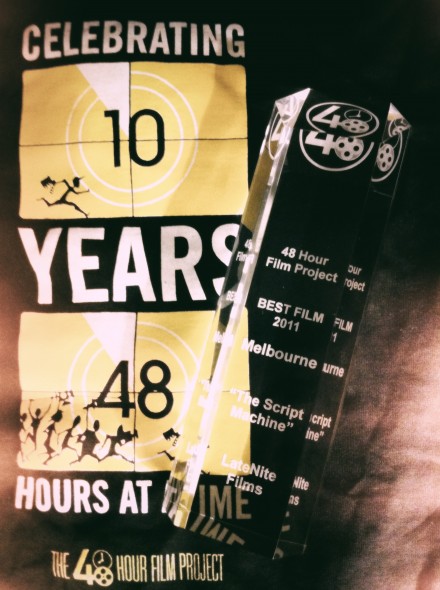 CELEBRATING
10
YEARS
48
HOURS AT A TIME
THE 48 HOUR FILM PROJECT
48
48 Hour
Film Project
BEST FILM
2011
Melbourne
"The Script
Machine"
LateNite
Films